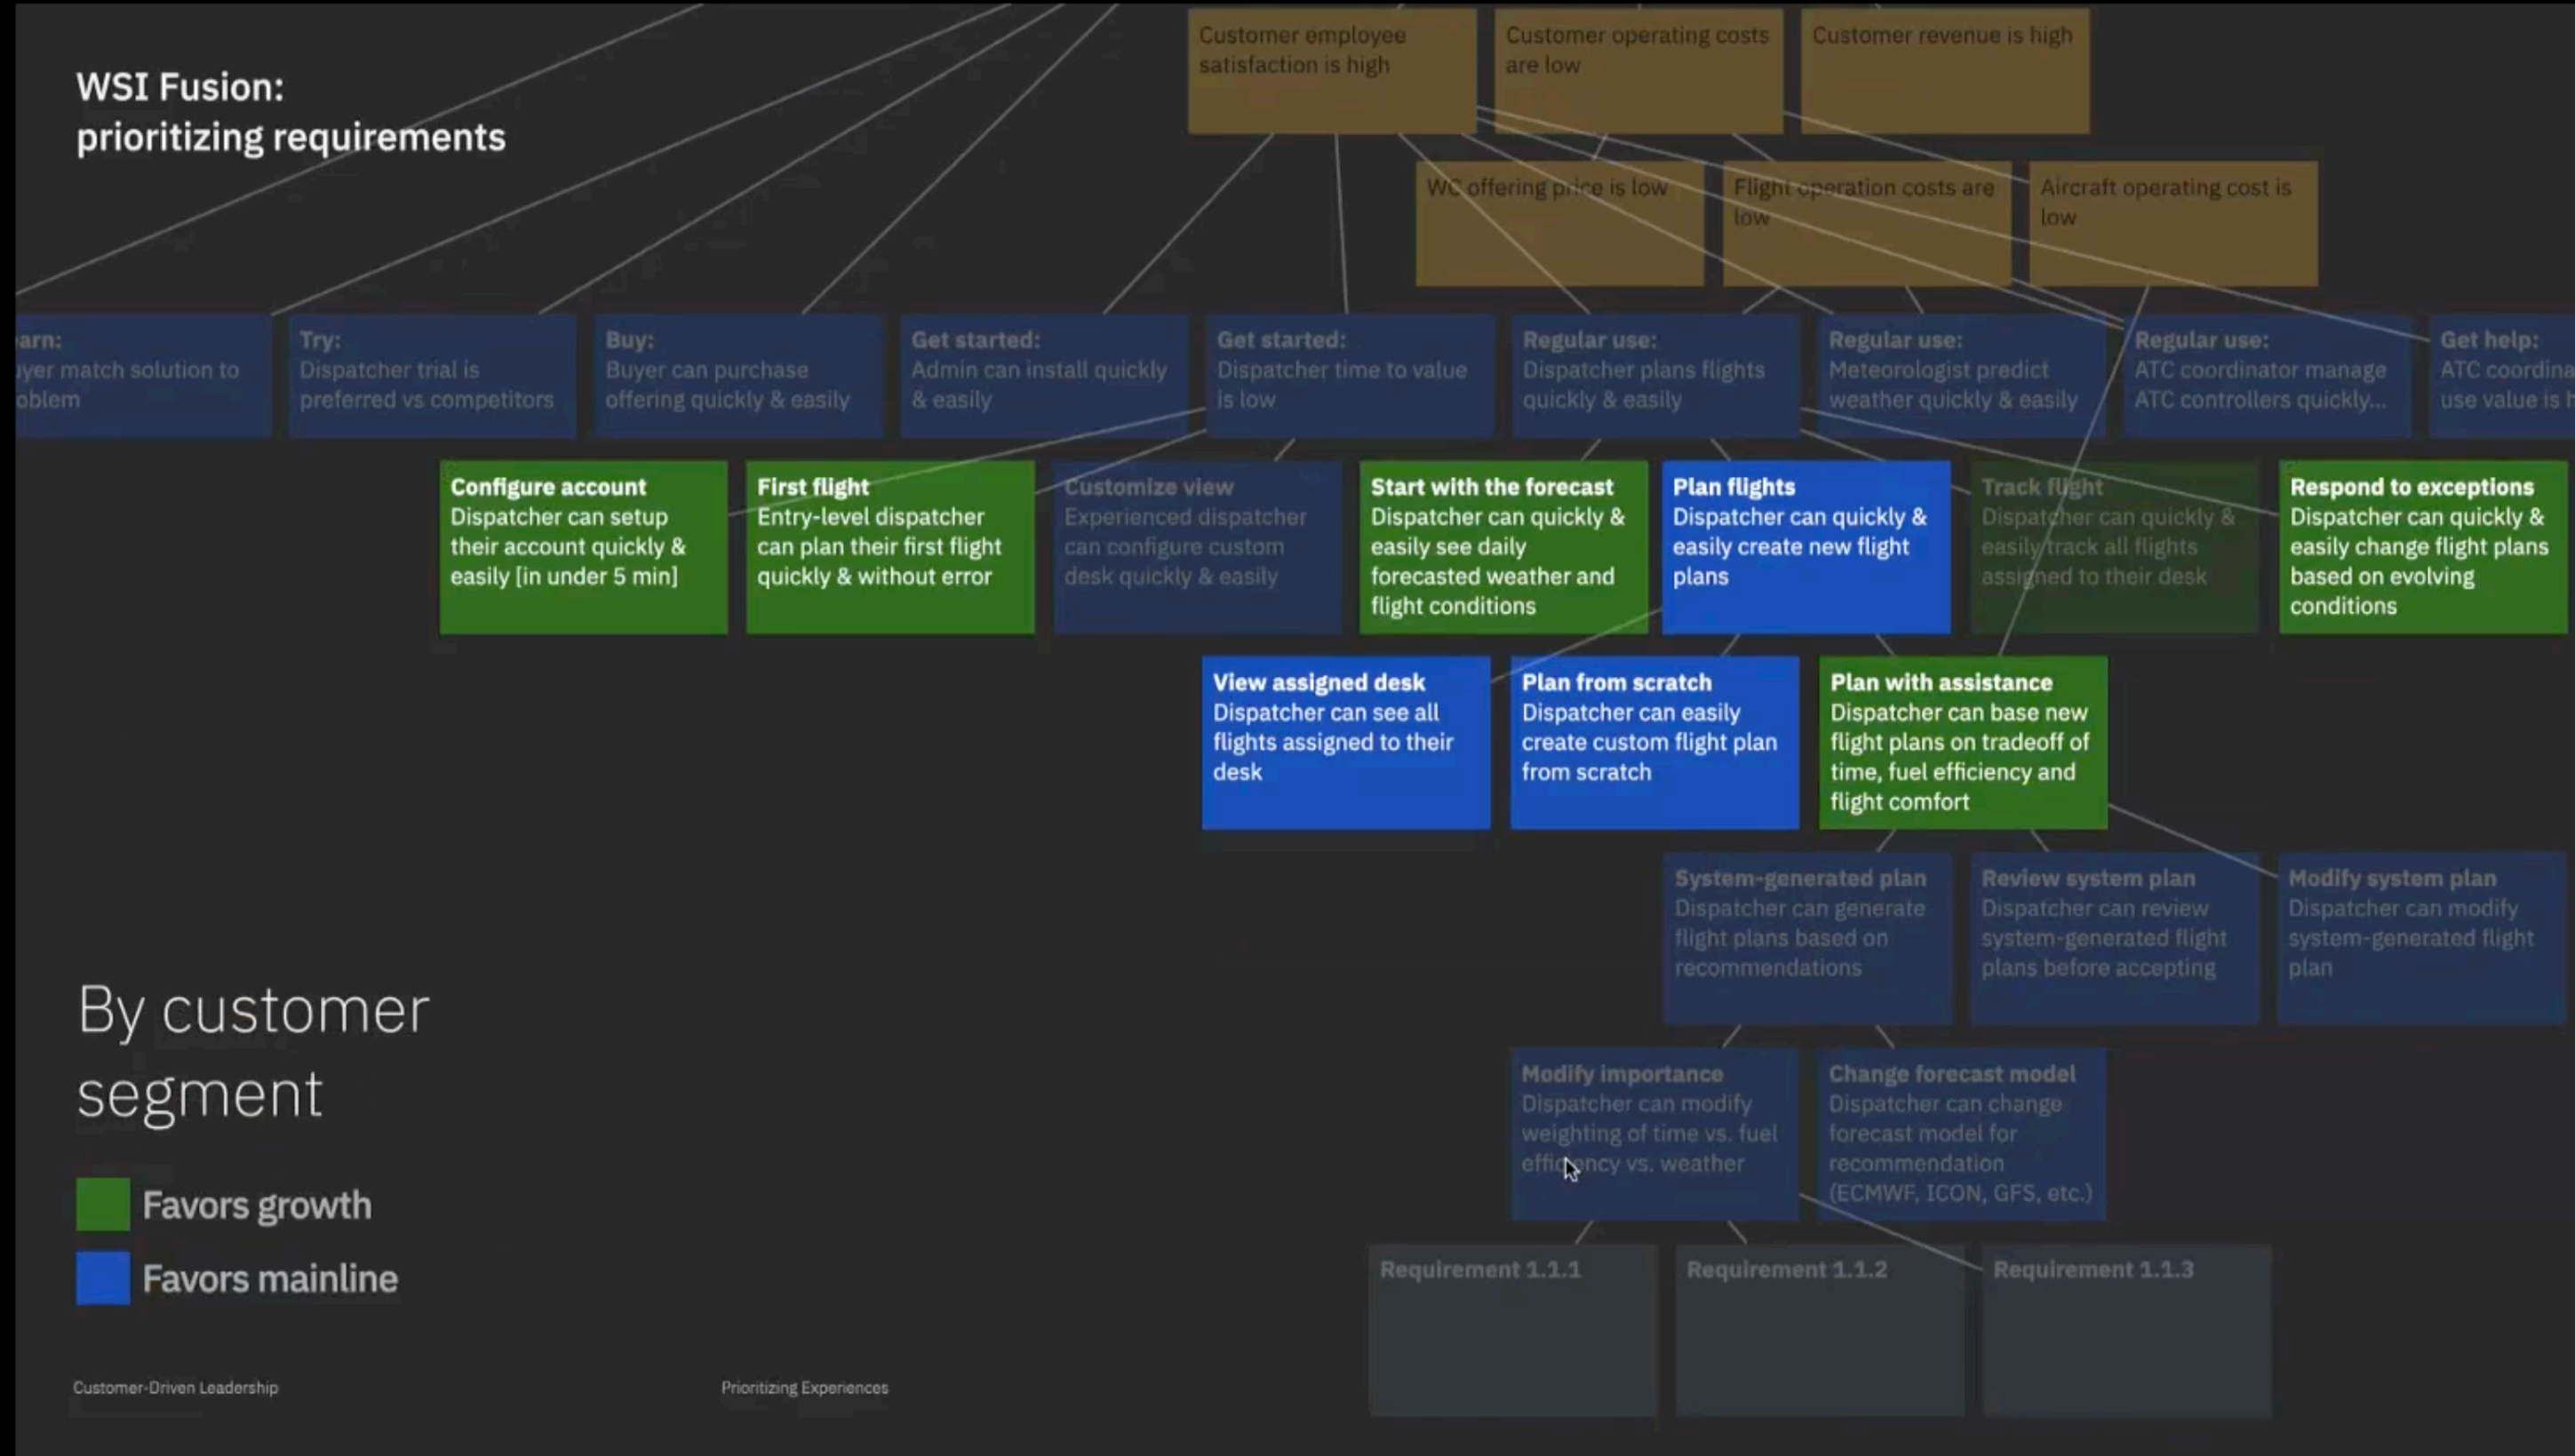 WSI Fusion:
prioritizing requirements
Customer employee
satisfaction is high
Customer operating costs
are low
Customer revenue is high
WC offering price is low
Flight operation costs are
low
Aircraft operating cost is
low
arn:
yer match solution to
oblem
Try:
Dispatcher trial is
preferred vs competitors
Buy:
Buyer can purchase
offering quickly & easily
Get started:
Admin can install quickly
& easily
Get started:
Dispatcher time to value
is low
Regular use:
Dispatcher plans flights
quickly & easily
Regular use:
Meteorologist predict
weather quickly & easily
Regular use:
ATC coordinator manage
ATC controllers quickly...
Get help:
ATC coordina
use value is h
Configure account
Dispatcher can setup
their account quickly &
easily [in under 5 min]
First flight
Entry-level dispatcher
can plan their first flight
quickly & without error
Customize view
Experienced dispatcher
can configure custom
desk quickly & easily
Start with the forecast
Dispatcher can quickly &
easily see daily
forecasted weather and
flight conditions
Plan flights
Dispatcher can quickly &
easily create new flight
plans
Track flight
Dispatcher can quickly &
easily track all flights
assigned to their desk
Respond to exceptions
Dispatcher can quickly &
easily change flight plans
based on evolving
conditions
View assigned desk
Dispatcher can see all
flights assigned to their
desk
Plan from scratch
Dispatcher can easily
create custom flight plan
from scratch
Plan with assistance
Dispatcher can base new
flight plans on tradeoff of
time, fuel efficiency and
flight comfort
System-generated plan
Dispatcher can generate
flight plans based on
recommendations
Review system plan
Dispatcher can review
system-generated flight
plans before accepting
Modify system plan
Dispatcher can modify
system-generated flight
plan
Modify importance
Dispatcher can modify
weighting of time vs. fuel
efficiency vs. weather
Change forecast model
Dispatcher can change
forecast model for
recommendation
(ECMWF, ICON, GFS, etc.)
Requirement 1.1.1
Requirement 1.1.2
Requirement 1.1.3
By customer
segment
Favors growth
Favors mainline
Customer-Driven Leadership
Prioritizing Experiences